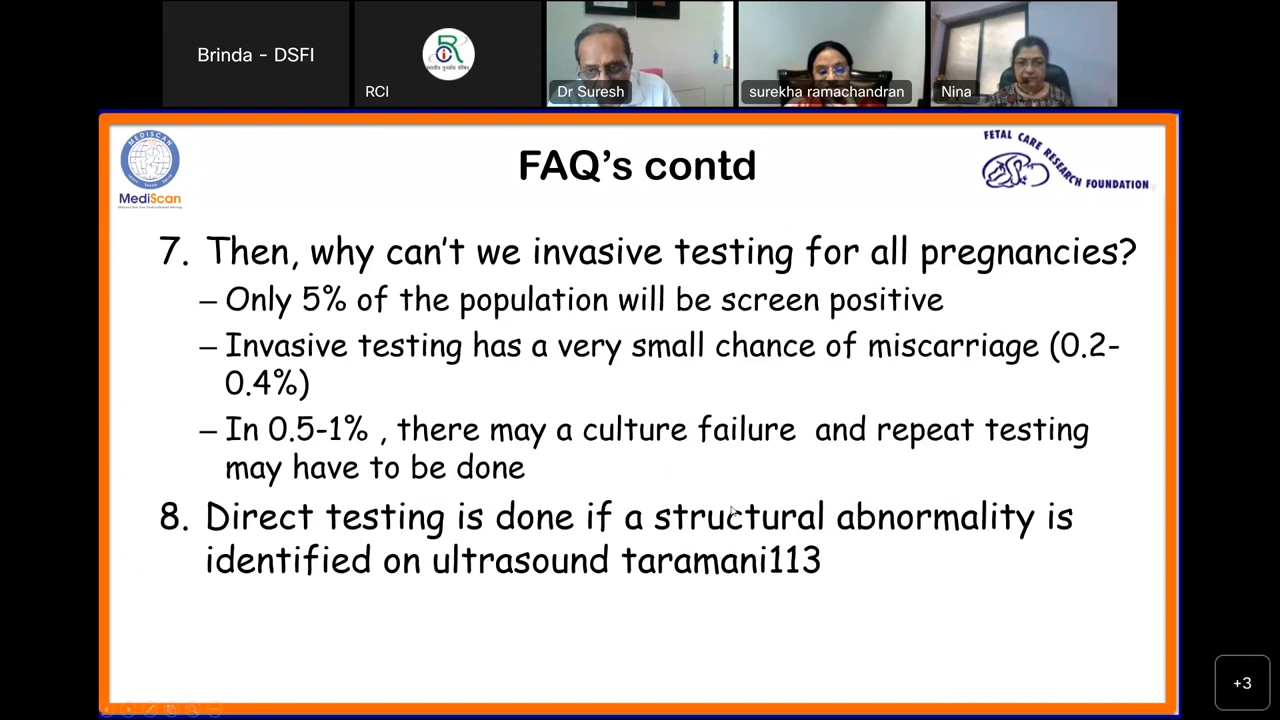 Brinda - DSFI
RCI
Dr Suresh
surekha ramachandran
Nina
MEDISCAN
MediScan
FETAL CARE RESEARCH FOUNDATION
FAQ's contd
7. Then, why can't we invasive testing for all pregnancies?
– Only 5% of the population will be screen positive
– Invasive testing has a very small chance of miscarriage (0.2-
0.4%)
– In 0.5-1% , there may a culture failure  and repeat testing
may have to be done
8. Direct testing is done if a structural abnormality is
identified on ultrasound taramani113
+3